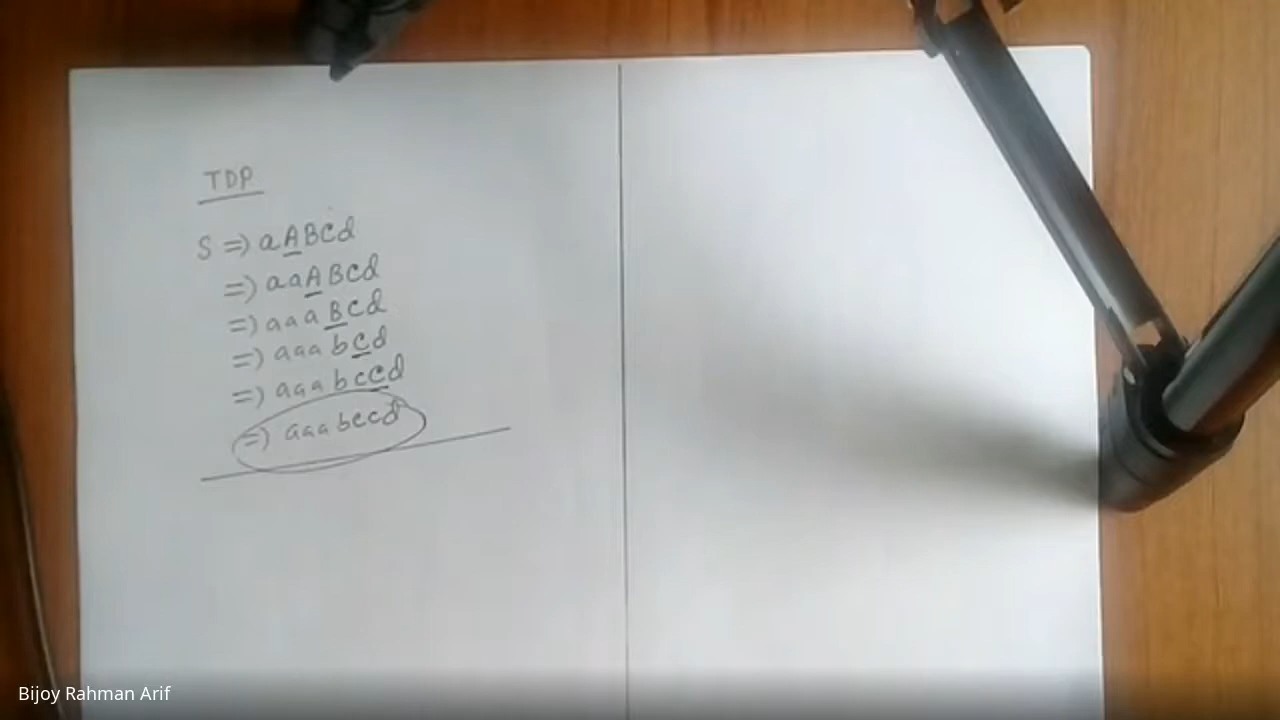 TDP
S => aABCd
=> aaABCd
=> aaaBCd
=> aaabCd
=> aaabcCd
=> aaabccd
Bijoy Rahman Arif